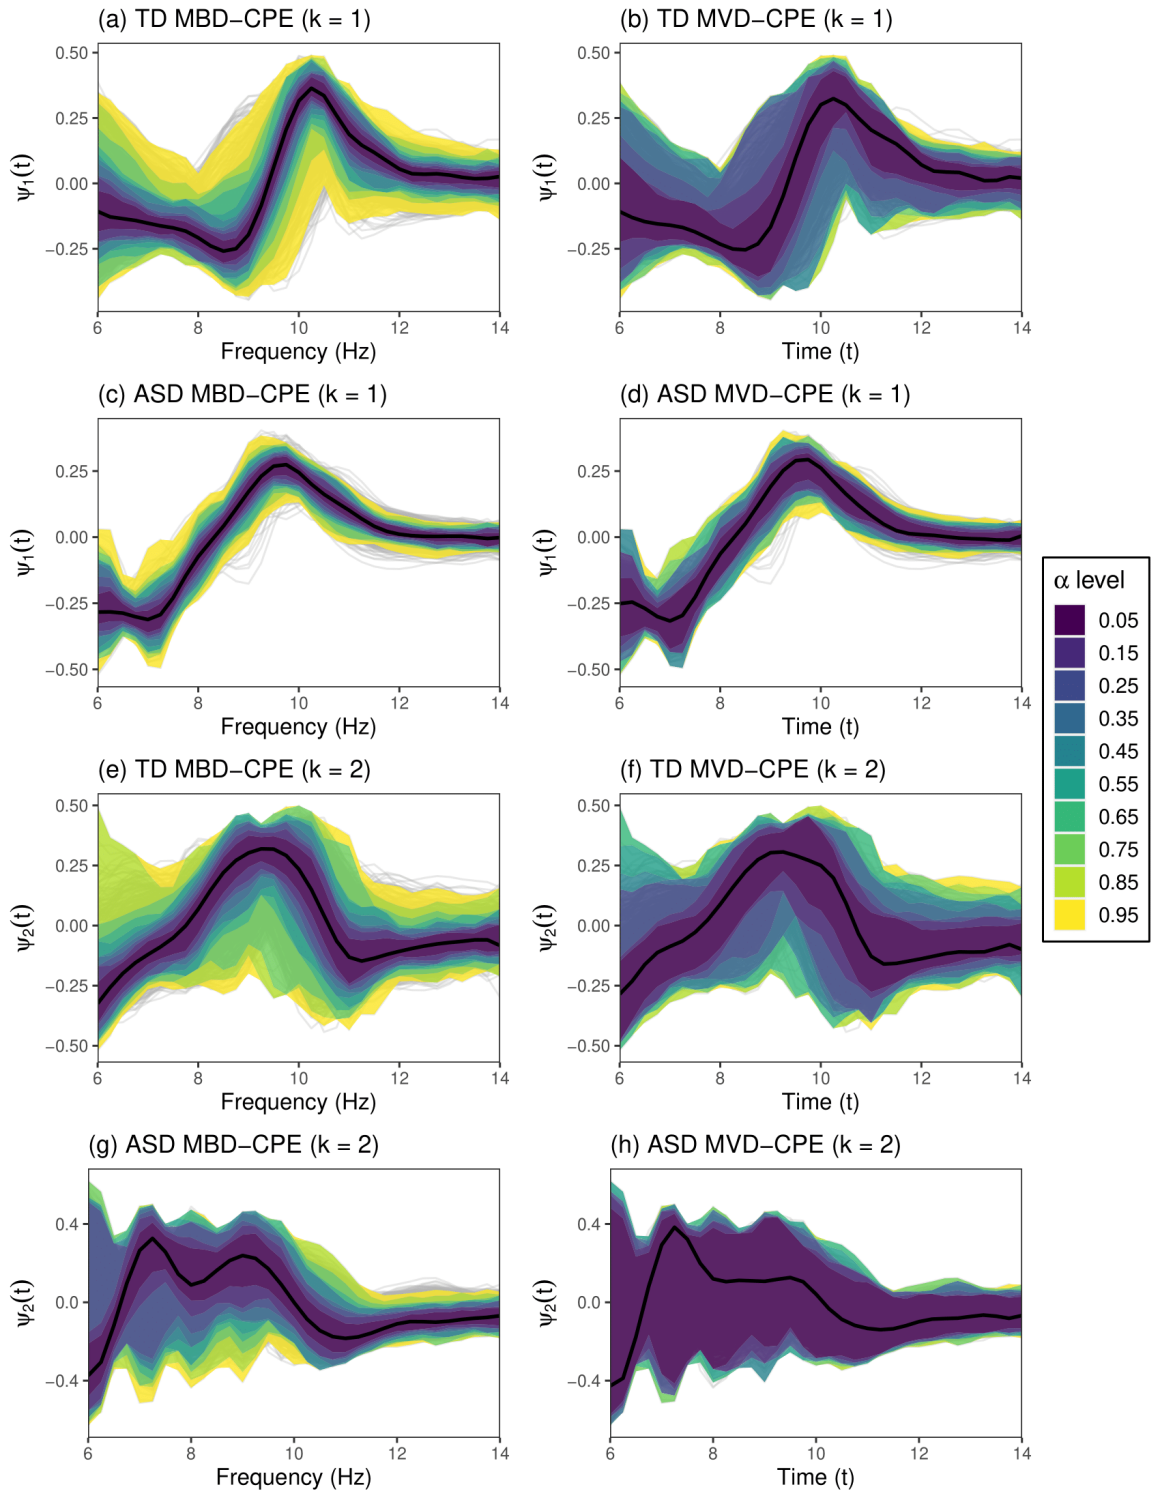 (a) TD MBD−CPE (k = 1)
(b) TD MVD−CPE (k = 1)
0.50
0.25
0.00
−0.25
ψ1(t)
6 8 10 12 14
Frequency (Hz)
0.50
0.25
0.00
−0.25
ψ1(t)
6 8 10 12 14
Time (t)
(c) ASD MBD−CPE (k = 1)
(d) ASD MVD−CPE (k = 1)
0.25
0.00
−0.25
−0.50
ψ1(t)
6 8 10 12 14
Frequency (Hz)
0.25
0.00
−0.25
−0.50
ψ1(t)
6 8 10 12 14
Time (t)
α level
0.05
0.15
0.25
0.35
0.45
0.55
0.65
0.75
0.85
0.95
(e) TD MBD−CPE (k = 2)
(f) TD MVD−CPE (k = 2)
0.50
0.25
0.00
−0.25
−0.50
ψ2(t)
6 8 10 12 14
Frequency (Hz)
0.50
0.25
0.00
−0.25
−0.50
ψ2(t)
6 8 10 12 14
Time (t)
(g) ASD MBD−CPE (k = 2)
(h) ASD MVD−CPE (k = 2)
0.4
0.0
−0.4
ψ2(t)
6 8 10 12 14
Frequency (Hz)
0.4
0.0
−0.4
ψ2(t)
6 8 10 12 14
Time (t)